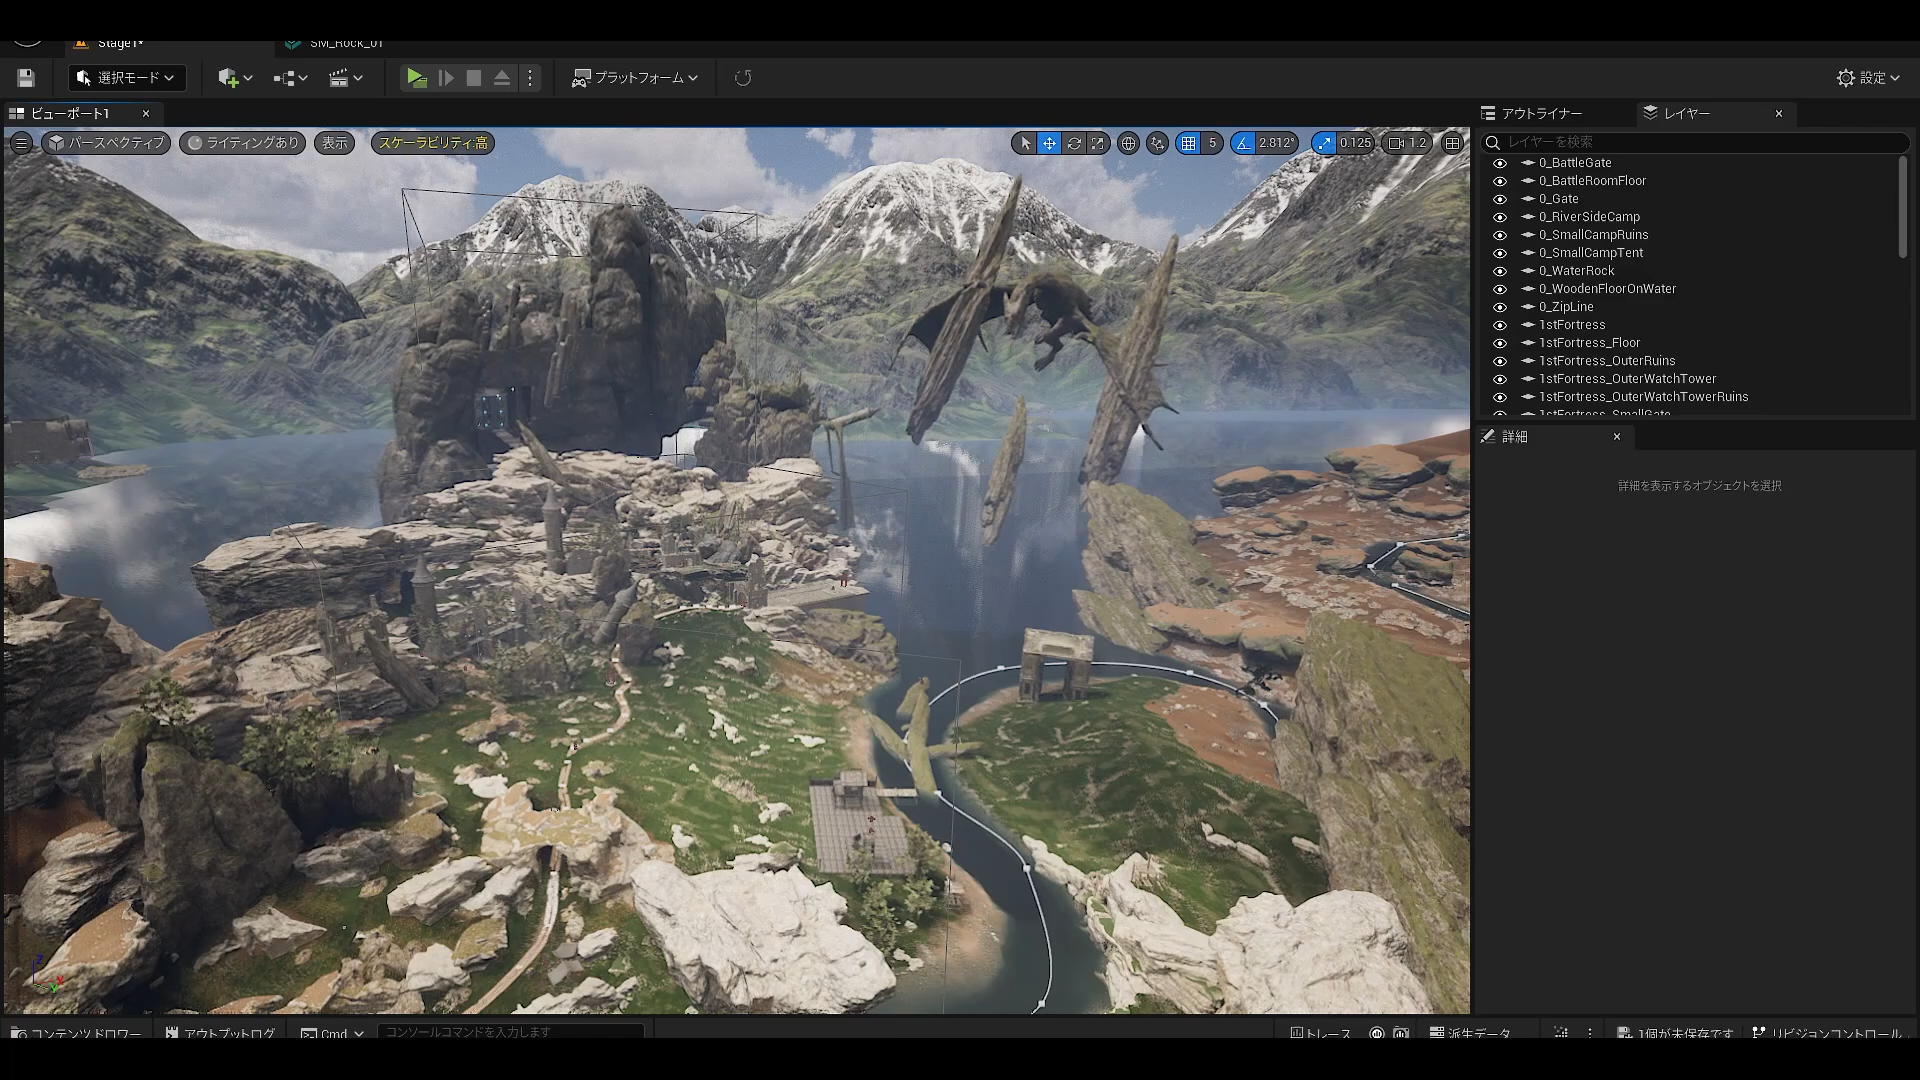 Stage1*
SM_Rock_01
選択モード
プラットフォーム
設定
ビューポート1
パースペクティブ
ライティングあり
表示
スケーラビリティ:高
5
2.812°
0.125
1.2
アウトライナー
レイヤー
レイヤーを検索
0_BattleGate
0_BattleRoomFloor
0_Gate
0_RiverSideCamp
0_SmallCampRuins
0_SmallCampTent
0_WaterRock
0_WoodenFloorOnWater
0_ZipLine
1stFortress
1stFortress_Floor
1stFortress_OuterRuins
1stFortress_OuterWatchTower
1stFortress_OuterWatchTowerRuins
1stFortress_SmallGate
詳細
詳細を表示するオブジェクトを選択
Z
X
Y
コンテンツ ドロワー
アウトプットログ
Cmd
コンソールコマンドを入力します
トレース
派生データ
1個が未保存です
リビジョンコントロール